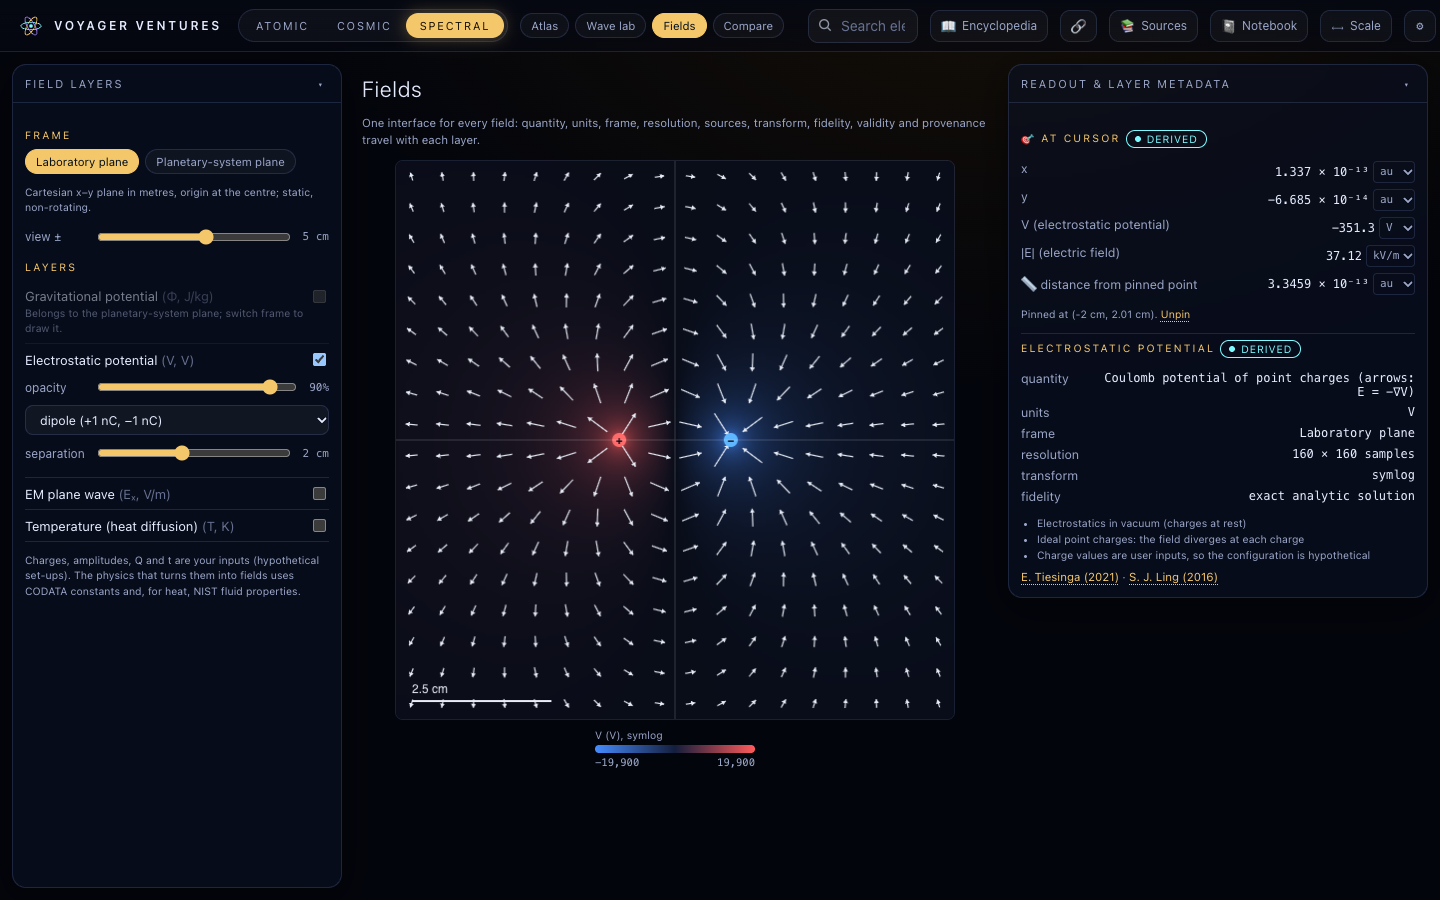 VOYAGER VENTURES
ATOMIC COSMIC SPECTRAL
Atlas Wave lab Fields Compare
Search ele
Encyclopedia
Sources
Notebook
Scale
FIELD LAYERS
FRAME
Laboratory plane Planetary-system plane
Cartesian x–y plane in metres, origin at the centre; static,
non-rotating.
view ± 5 cm
LAYERS
Gravitational potential (Φ, J/kg)
Belongs to the planetary-system plane; switch frame to
draw it.
Electrostatic potential (V, V)
opacity 90%
dipole (+1 nC, −1 nC)
separation 2 cm
EM plane wave (Eₓ, V/m)
Temperature (heat diffusion) (T, K)
Charges, amplitudes, Q and t are your inputs (hypothetical
set-ups). The physics that turns them into fields uses
CODATA constants and, for heat, NIST fluid properties.
Fields
One interface for every field: quantity, units, frame, resolution, sources, transform, fidelity, validity and provenance
travel with each layer.
+ −
2.5 cm
V (V), symlog
−19,900 19,900
READOUT & LAYER METADATA
AT CURSOR DERIVED
x 1.337 × 10⁻¹³ au
y −6.685 × 10⁻¹⁴ au
V (electrostatic potential) −351.3 V
|E| (electric field) 37.12 kV/m
distance from pinned point 3.3459 × 10⁻¹³ au
Pinned at (-2 cm, 2.01 cm). Unpin
ELECTROSTATIC POTENTIAL DERIVED
quantity Coulomb potential of point charges (arrows:
E = −∇V)
units V
frame Laboratory plane
resolution 160 × 160 samples
transform symlog
fidelity exact analytic solution
• Electrostatics in vacuum (charges at rest)
• Ideal point charges: the field diverges at each charge
• Charge values are user inputs, so the configuration is hypothetical
E. Tiesinga (2021) · S. J. Ling (2016)